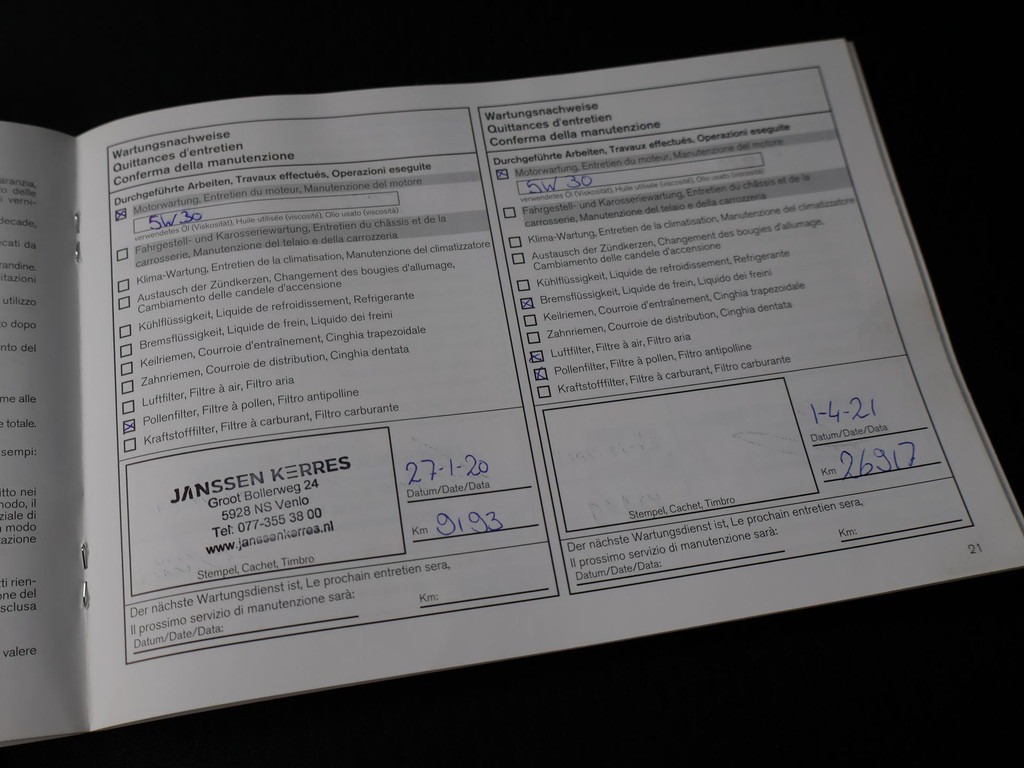 aranzia,
o delle
i verni-
decade,
ecati da
randine.
itazioni
utilizzo
to dopo
nto del
me alle
e totale.
sempi:
itto nei
modo, il
ziale di
modo
tazione
ti rien-
one del
sclusa
valere
Wartungsnachweise
Quittances d'entretien
Conferma della manutenzione
Durchgeführte Arbeiten, Travaux effectués, Operazioni eseguite
Motorwartung, Entretien du moteur, Manutenzione del motore
5W30
verwendetes Öl (Viskosität), Huile utilisée (viscosité), Olio usato (viscosità)
Fahrgestell- und Karosseriewartung, Entretien du châssis et de la
carrosserie, Manutenzione del telaio e della carrozzeria
Klima-Wartung, Entretien de la climatisation, Manutenzione del climatizzatore
Austausch der Zündkerzen, Changement des bougies d'allumage,
Cambiamento delle candele d'accensione
Kühlflüssigkeit, Liquide de refroidissement, Refrigerante
Bremsflüssigkeit, Liquide de frein, Liquido dei freini
Keilriemen, Courroie d'entraînement, Cinghia trapezoidale
Zahnriemen, Courroie de distribution, Cinghia dentata
Luftfilter, Filtre à air, Filtro aria
Pollenfilter, Filtre à pollen, Filtro antipolline
Kraftstofffilter, Filtre à carburant, Filtro carburante
JANSSEN KERRES
Groot Bollerweg 24
5928 NS Venlo
Tel: 077-355 38 00
www.janssenkerres.nl
Stempel, Cachet, Timbro
27-1-20
Datum/Date/Data
Km 9193
Der nächste Wartungsdienst ist, Le prochain entretien sera,
Il prossimo servizio di manutenzione sarà:
Datum/Date/Data:
Km:
Wartungsnachweise
Quittances d'entretien
Conferma della manutenzione
Durchgeführte Arbeiten, Travaux effectués, Operazioni eseguite
Motorwartung, Entretien du moteur, Manutenzione del motore
5W30
verwendetes Öl (Viskosität), Huile utilisée (viscosité), Olio usato (viscosità)
Fahrgestell- und Karosseriewartung, Entretien du châssis et de la
carrosserie, Manutenzione del telaio e della carrozzeria
Klima-Wartung, Entretien de la climatisation, Manutenzione del climatizzatore
Austausch der Zündkerzen, Changement des bougies d'allumage,
Cambiamento delle candele d'accensione
Kühlflüssigkeit, Liquide de refroidissement, Refrigerante
Bremsflüssigkeit, Liquide de frein, Liquido dei freini
Keilriemen, Courroie d'entraînement, Cinghia trapezoidale
Zahnriemen, Courroie de distribution, Cinghia dentata
Luftfilter, Filtre à air, Filtro aria
Pollenfilter, Filtre à pollen, Filtro antipolline
Kraftstofffilter, Filtre à carburant, Filtro carburante
Stempel, Cachet, Timbro
1-4-21
Datum/Date/Data
Km 26917
Der nächste Wartungsdienst ist, Le prochain entretien sera,
Il prossimo servizio di manutenzione sarà:
Datum/Date/Data:
Km:
21